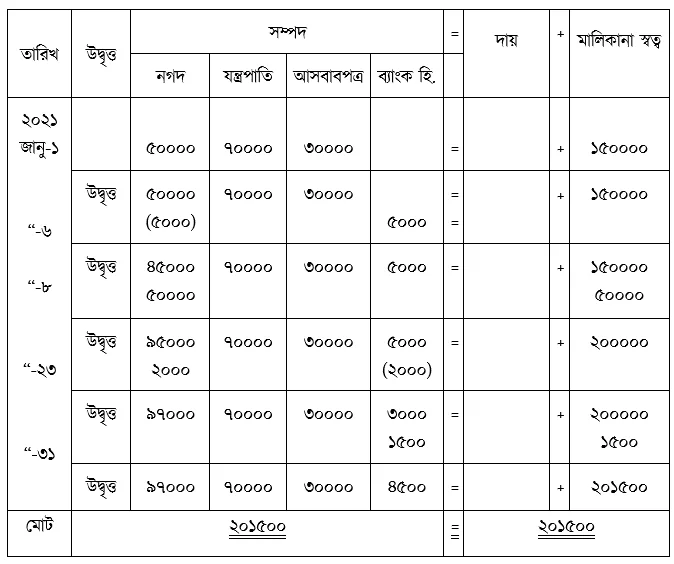 তারিখ উদ্বৃত্ত সম্পদ = দায় + মালিকানা স্বত্ব
নগদ যন্ত্রপাতি আসবাবপত্র ব্যাংক হি.
২০২১
জানু-১ ৫০০০০ ৭০০০০ ৩০০০০ = + ১৫০০০০
উদ্বৃত্ত ৫০০০০ ৭০০০০ ৩০০০০ = + ১৫০০০০
“-৬ (৫০০০) ৫০০০ =
উদ্বৃত্ত ৪৫০০০ ৭০০০০ ৩০০০০ ৫০০০ = + ১৫০০০০
“-৮ ৫০০০০ ৫০০০০
উদ্বৃত্ত ৯৫০০০ ৭০০০০ ৩০০০০ ৫০০০ = + ২০০০০০
“-২৩ ২০০০ (২০০০)
উদ্বৃত্ত ৯৭০০০ ৭০০০০ ৩০০০০ ৩০০০ = + ২০০০০০
“-৩১ ১৫০০ ১৫০০
উদ্বৃত্ত ৯৭০০০ ৭০০০০ ৩০০০০ ৪৫০০ = + ২০১৫০০
মোট ২০১৫০০ = ২০১৫০০